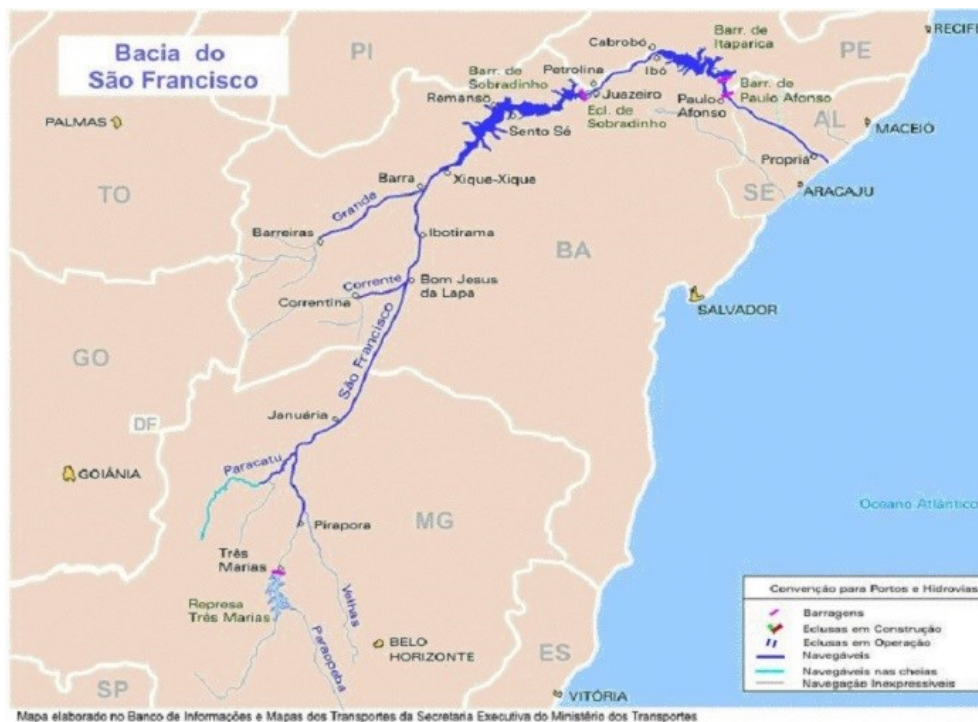 Bacia do
São Francisco
PI
PE
RECIFE
Barr. de
Itaparica
Cabrobó
Ibó
Barr. de
Sobradinho
Petrolina
Juazeiro
Barr. de
Paulo Afonso
Paulo
Afonso
Remanso
Ecl. de
Sobradinho
Sento Sé
PALMAS
AL
MACEIÓ
Propriá
Xique-Xique
SE
ARACAJU
Barra
TO
Grande
Barreiras
Ibotirama
BA
Corrente
Bom Jesus
da Lapa
Correntina
SALVADOR
GO
São Francisco
Januária
DF
Paracatu
GOIÂNIA
MG
Oceano Atlântico
Pirapora
Três
Marias
Represa
Três Marias
Velhas
Paraopeba
BELO
HORIZONTE
ES
SP
VITÓRIA
Convenção para Portos e Hidrovias
Barragens
Eclusas em Construção
Eclusas em Operação
Navegáveis
Navegáveis nas cheias
Navegação Inexpressíveis
Mapa elaborado no Banco de Informações e Mapas dos Transportes da Secretaria Executiva do Ministério dos Transportes